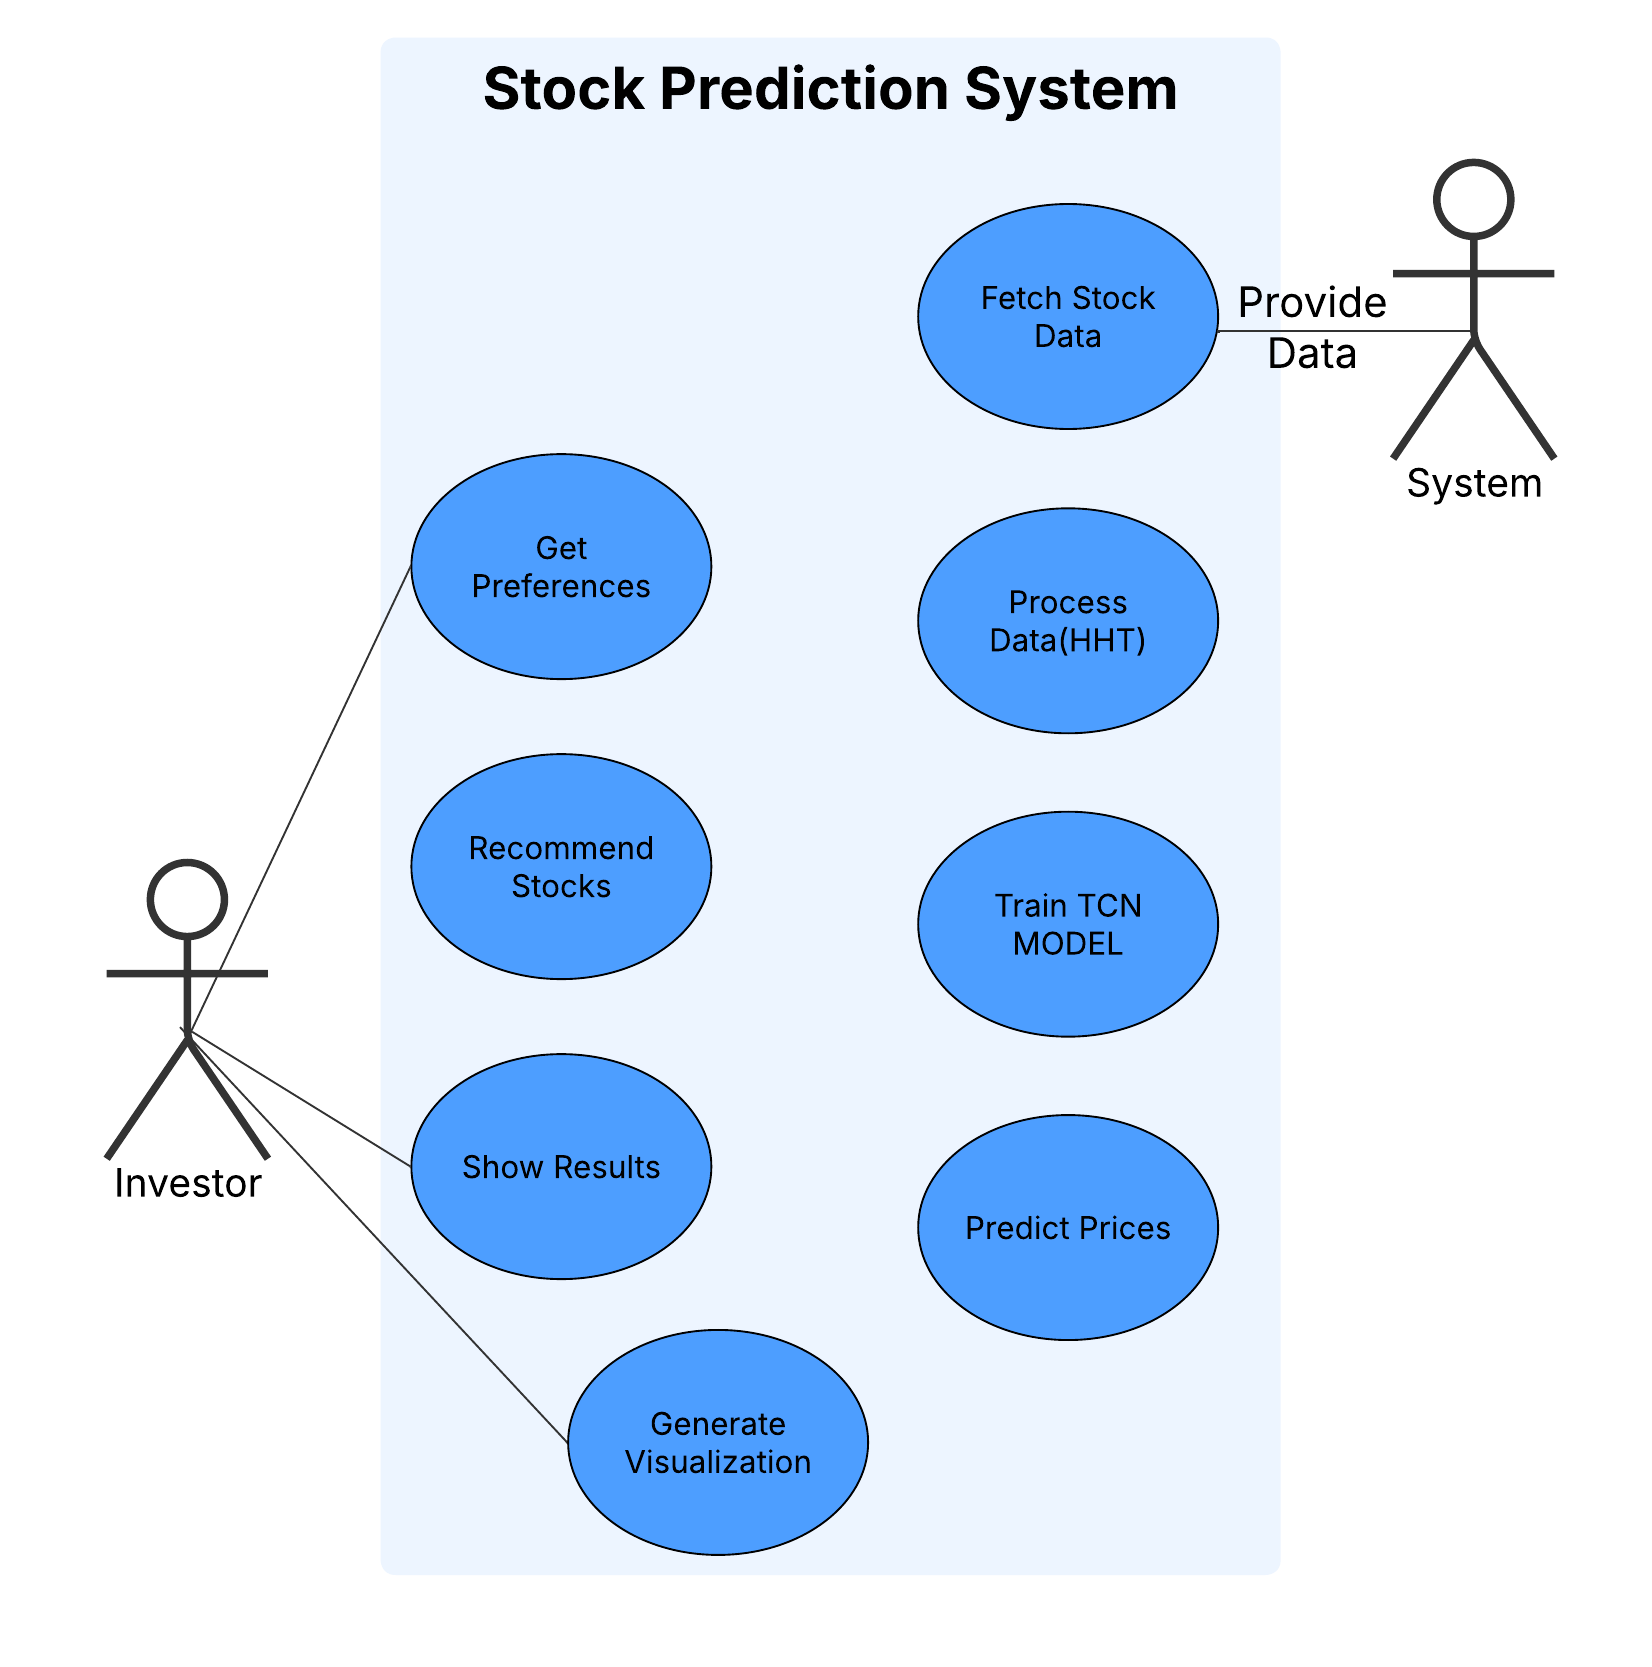 Stock Prediction System
Fetch Stock
Data
Provide
Data
System
Get
Preferences
Process
Data(HHT)
Recommend
Stocks
Train TCN
MODEL
Investor
Show Results
Predict Prices
Generate
Visualization